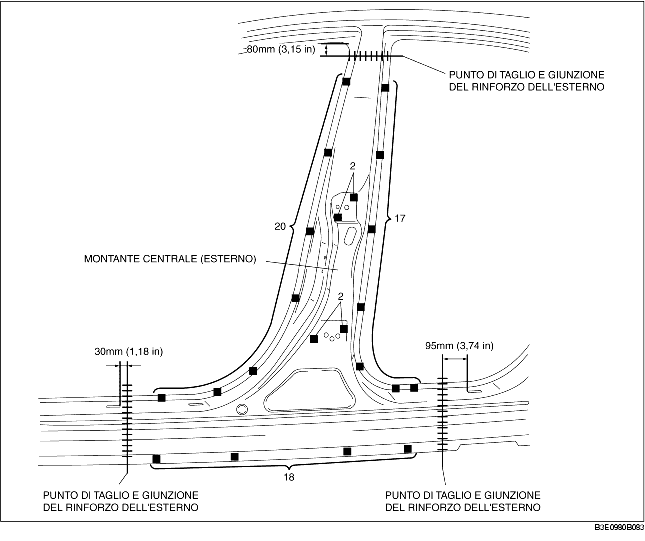 80mm (3,15 in)
PUNTO DI TAGLIO E GIUNZIONE
DEL RINFORZO DELL'ESTERNO
2
20
17
MONTANTE CENTRALE (ESTERNO)
2
30mm (1,18 in)
95mm (3,74 in)
18
PUNTO DI TAGLIO E GIUNZIONE
DEL RINFORZO DELL'ESTERNO
PUNTO DI TAGLIO E GIUNZIONE
DEL RINFORZO DELL'ESTERNO
B3E0980B083